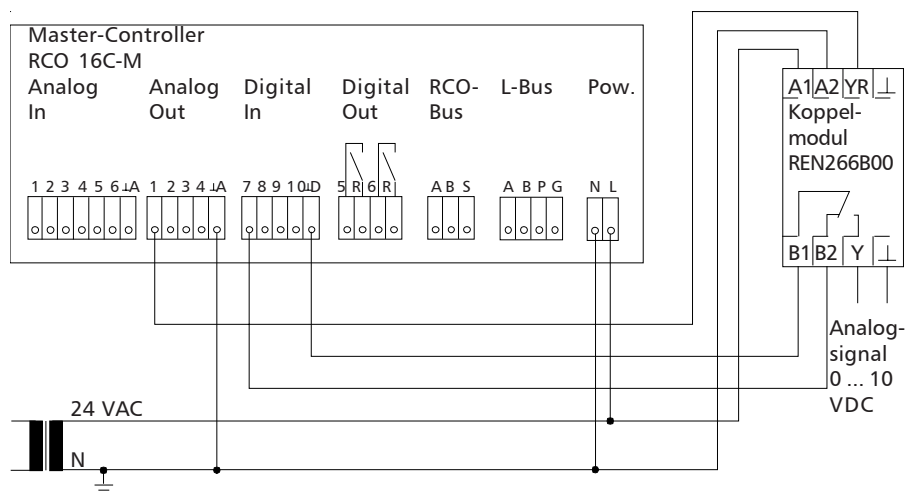 Master-Controller
RCO 16C-M
Analog In
Analog Out
Digital In
Digital Out
RCO-Bus
L-Bus
Pow.
1 2 3 4 5 6 ⊥A
1 2 3 4 ⊥A
7 8 9 10 ⊥D
5 R 6 R
A B S
A B P G
N L
A1 A2 YR ⊥
Koppel-
modul
REN266B00
B1 B2 Y ⊥
Analog-
signal
0 ... 10
VDC
24 VAC
N